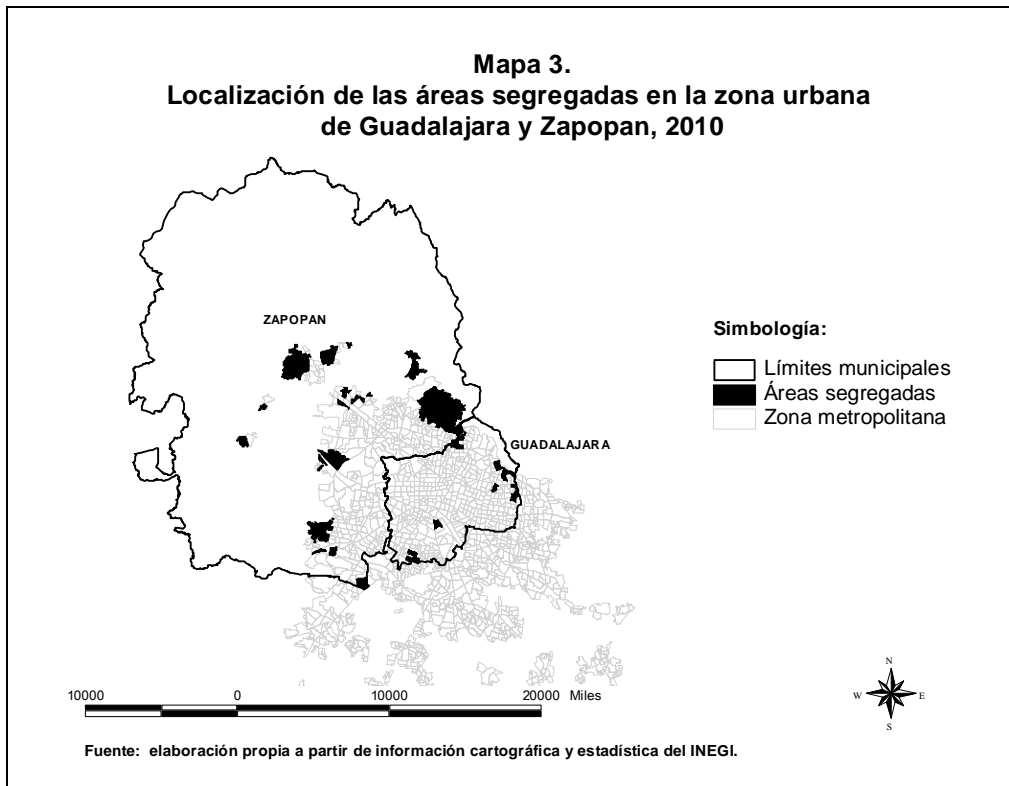 Mapa 3.
Localización de las áreas segregadas en la zona urbana
de Guadalajara y Zapopan, 2010
ZAPOPAN
Simbología:
Límites municipales
Áreas segregadas
Zona metropolitana
GUADALAJARA
N
W E
S
10000 0 10000 20000 Miles
Fuente: elaboración propia a partir de información cartográfica y estadística del INEGI.